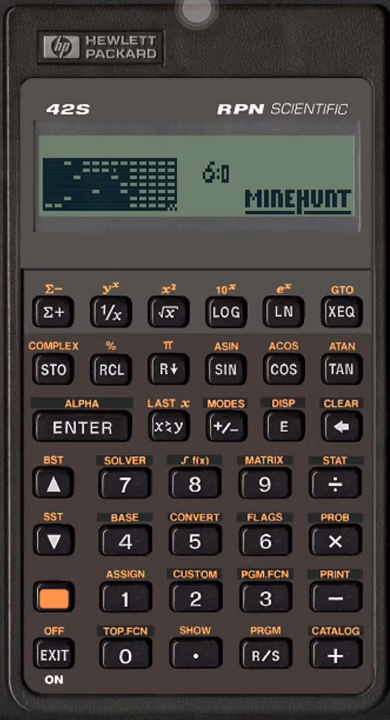 hp HEWLETT PACKARD
42S RPN SCIENTIFIC
6:0
MINEHUNT
Σ− yˣ x² 10ˣ eˣ GTO
Σ+ 1/x √x LOG LN XEQ
COMPLEX % π ASIN ACOS ATAN
STO RCL R↓ SIN COS TAN
ALPHA LAST x MODES DISP CLEAR
ENTER x≷y +/− E ←
BST SOLVER ∫f(x) MATRIX STAT
▲ 7 8 9 ÷
SST BASE CONVERT FLAGS PROB
▼ 4 5 6 ×
ASSIGN CUSTOM PGM.FCN PRINT
1 2 3 −
OFF TOP.FCN SHOW PRGM CATALOG
EXIT 0 · R/S +
ON